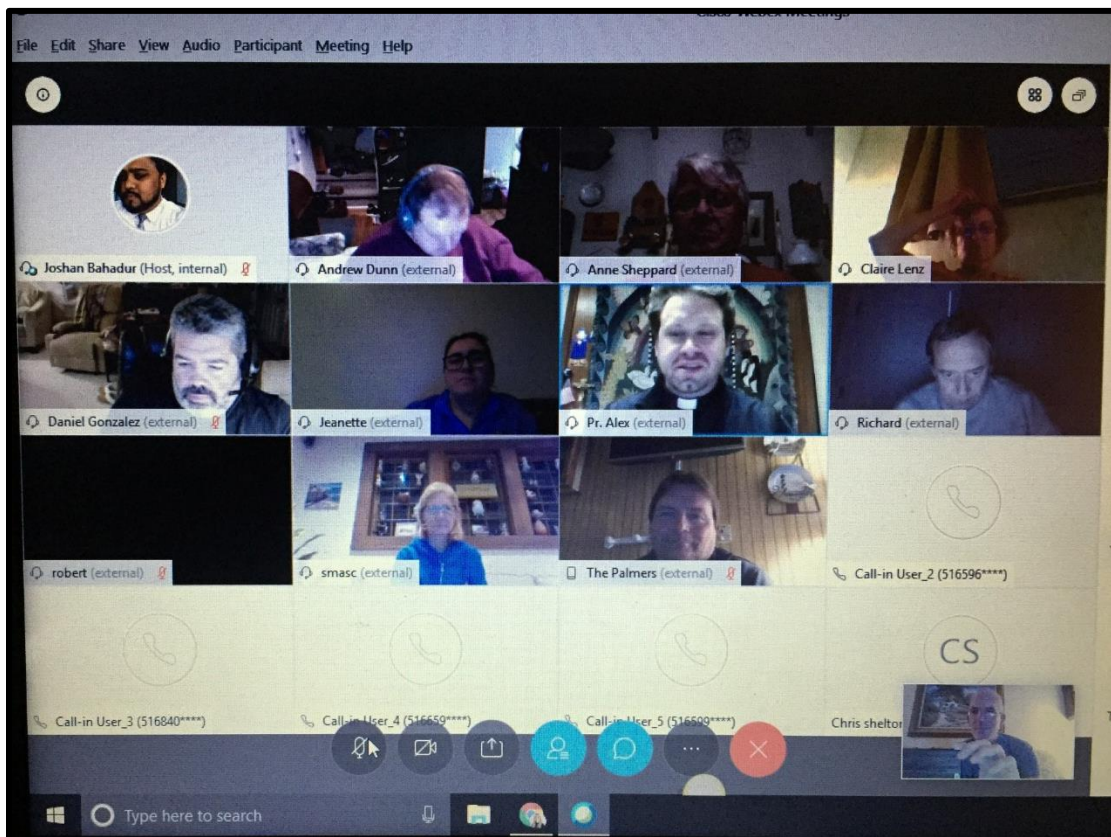 Cisco Webex Meetings
File Edit Share View Audio Participant Meeting Help
Joshan Bahadur (Host, internal)
Andrew Dunn (external)
Anne Sheppard (external)
Claire Lenz
Daniel Gonzalez (external)
Jeanette (external)
Pr. Alex (external)
Richard (external)
robert (external)
smasc (external)
The Palmers (external)
Call-in User_2 (516596****)
CS
Call-in User_3 (516840****)
Call-in User_4 (516659****)
Call-in User_5 (516599****)
Chris shelton
Type here to search